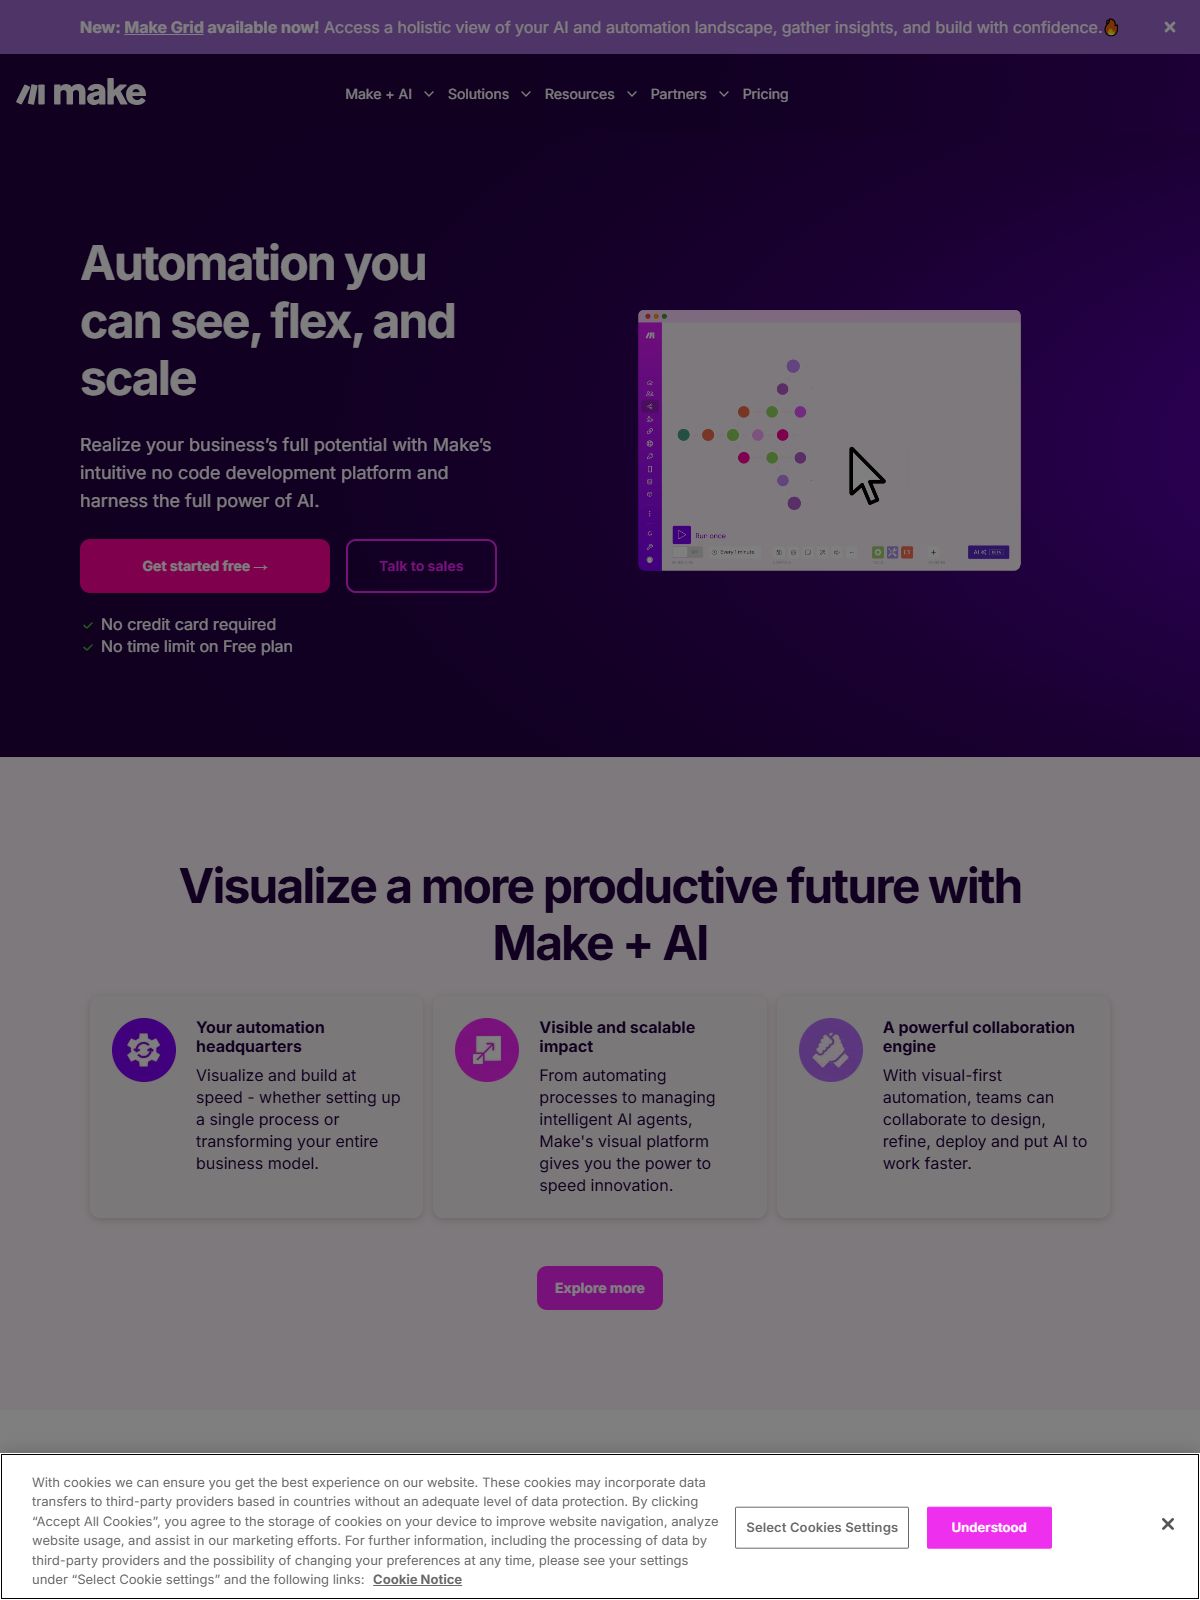 New: Make Grid available now! Access a holistic view of your AI and automation landscape, gather insights, and build with confidence.🔥
make
Make + AI
Solutions
Resources
Partners
Pricing
Automation you
can see, flex, and
scale
Realize your business’s full potential with Make’s
intuitive no code development platform and
harness the full power of AI.
Get started free →
Talk to sales
No credit card required
No time limit on Free plan
Run once
Every 1 minute
AI
Visualize a more productive future with
Make + AI
Your automation
headquarters
Visualize and build at
speed - whether setting up
a single process or
transforming your entire
business model.
Visible and scalable
impact
From automating
processes to managing
intelligent AI agents,
Make's visual platform
gives you the power to
speed innovation.
A powerful collaboration
engine
With visual-first
automation, teams can
collaborate to design,
refine, deploy and put AI to
work faster.
Explore more
With cookies we can ensure you get the best experience on our website. These cookies may incorporate data
transfers to third-party providers based in countries without an adequate level of data protection. By clicking
“Accept All Cookies”, you agree to the storage of cookies on your device to improve website navigation, analyze
website usage, and assist in our marketing efforts. For further information, including the processing of data by
third-party providers and the possibility of changing your preferences at any time, please see your settings
under “Select Cookie settings” and the following links: Cookie Notice
Select Cookies Settings
Understood